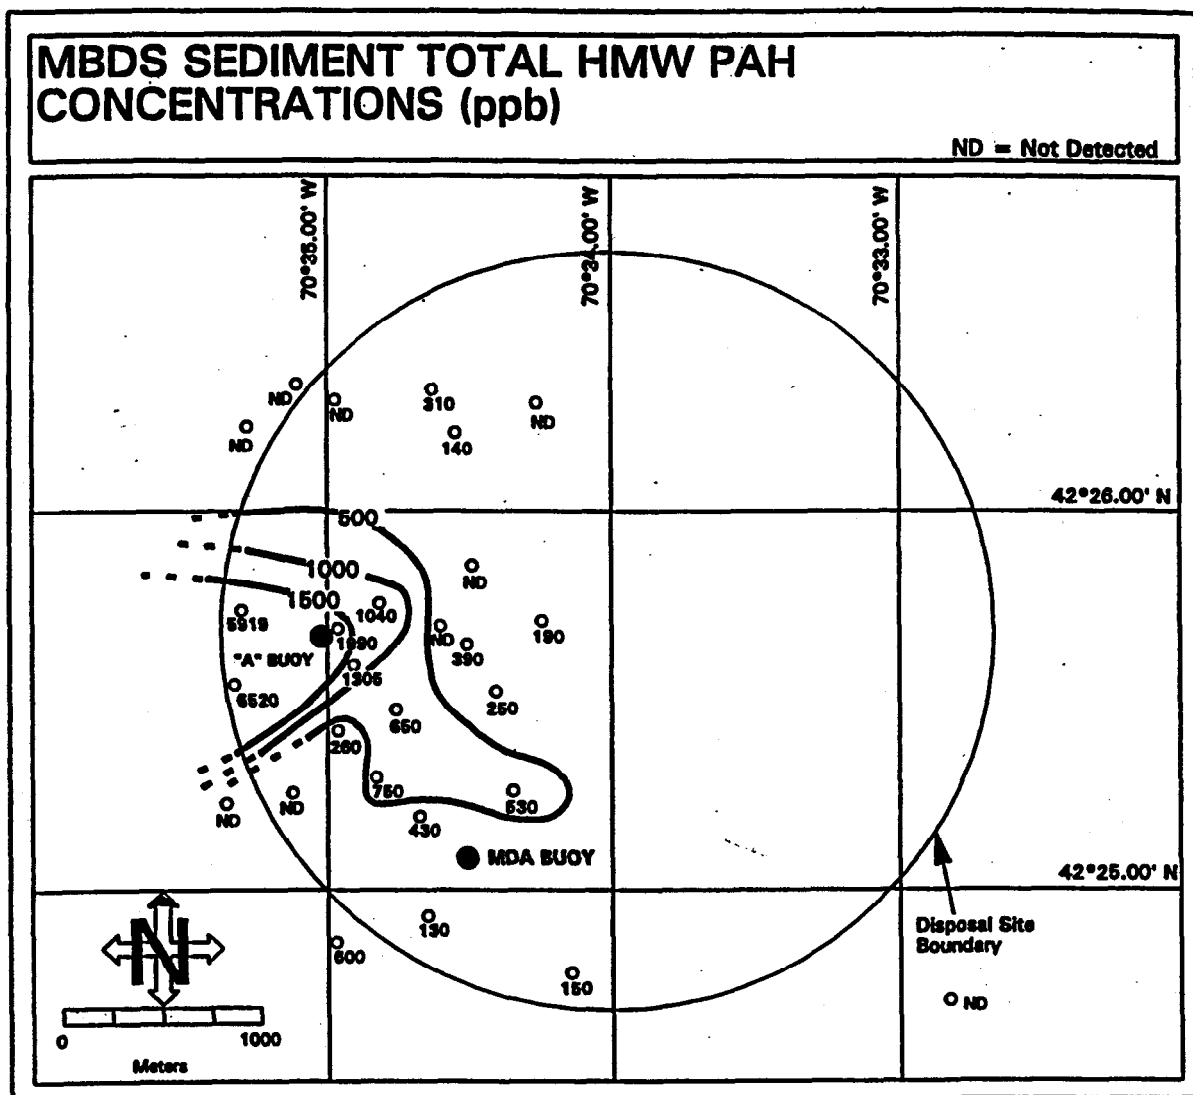 MBDS SEDIMENT TOTAL HMW PAH
CONCENTRATIONS (ppb)
ND = Not Detected
70°35.00' W
70°34.00' W
70°33.00' W
ND
ND
310
ND
ND
140
42°26.00' N
500
1000
ND
1500
1040
5919
1990
ND
190
"A" BUOY
390
1305
6520
250
650
260
750
530
ND
ND
430
MDA BUOY
42°25.00' N
130
Disposal Site
Boundary
600
150
ND
N
0
1000
Meters